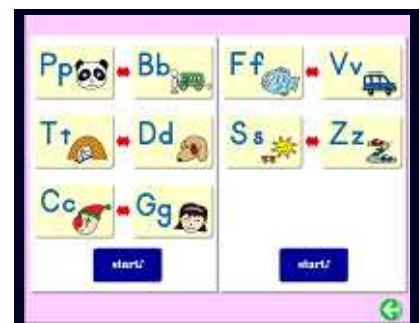 Pp Bb
Tt Dd
Cc Gg
start!
Ff Vv
Ss Zz
start!